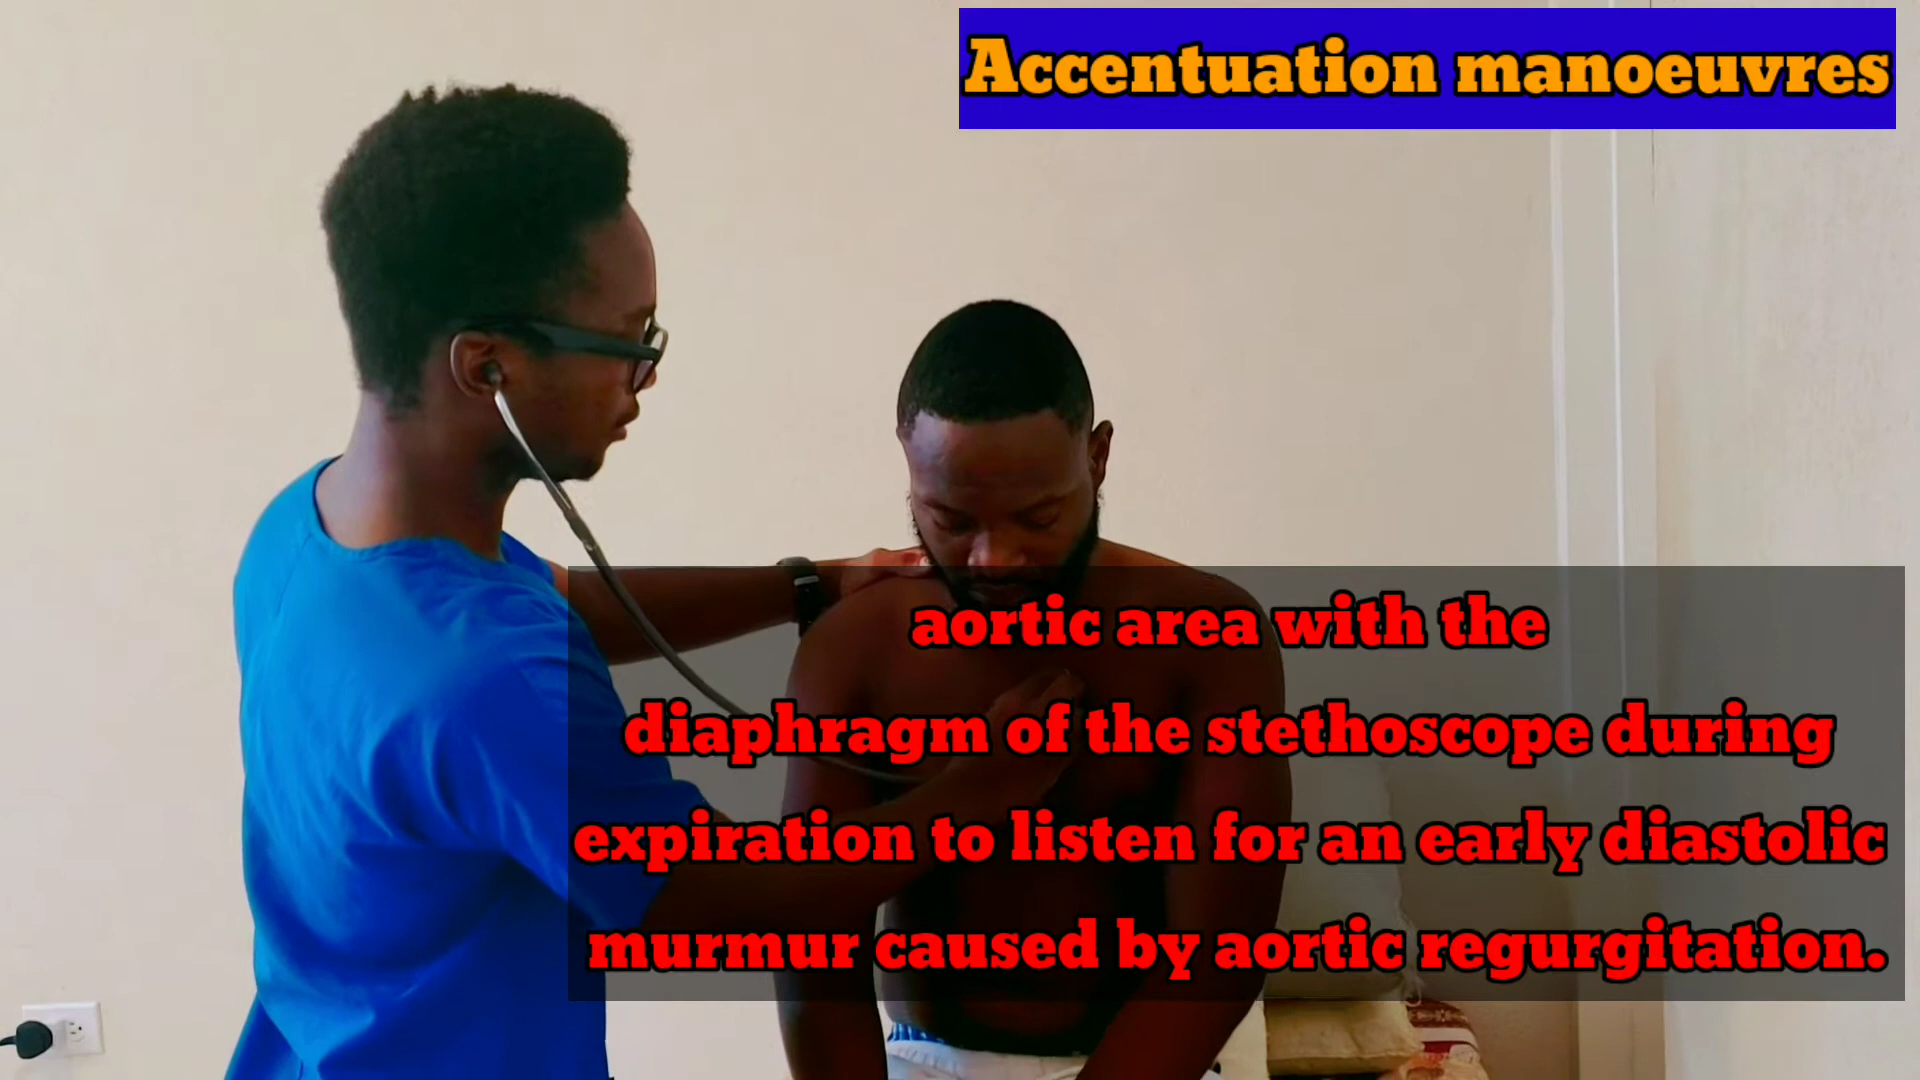 Accentuation manoeuvres
aortic area with the
diaphragm of the stethoscope during
expiration to listen for an early diastolic
murmur caused by aortic regurgitation.